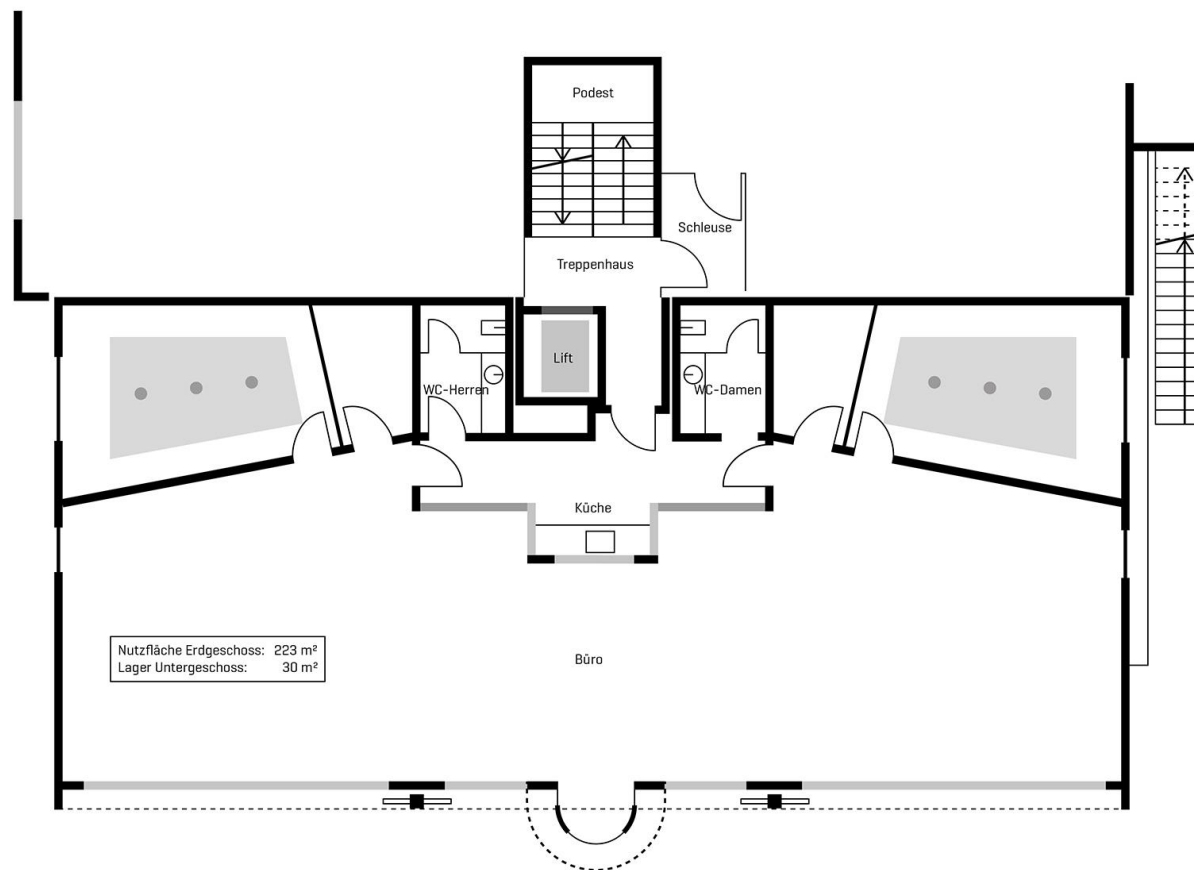 Podest
Schleuse
Treppenhaus
Lift
WC-Herren
WC-Damen
Küche
Nutzfläche Erdgeschoss: 223 m²
Lager Untergeschoss: 30 m²
Büro